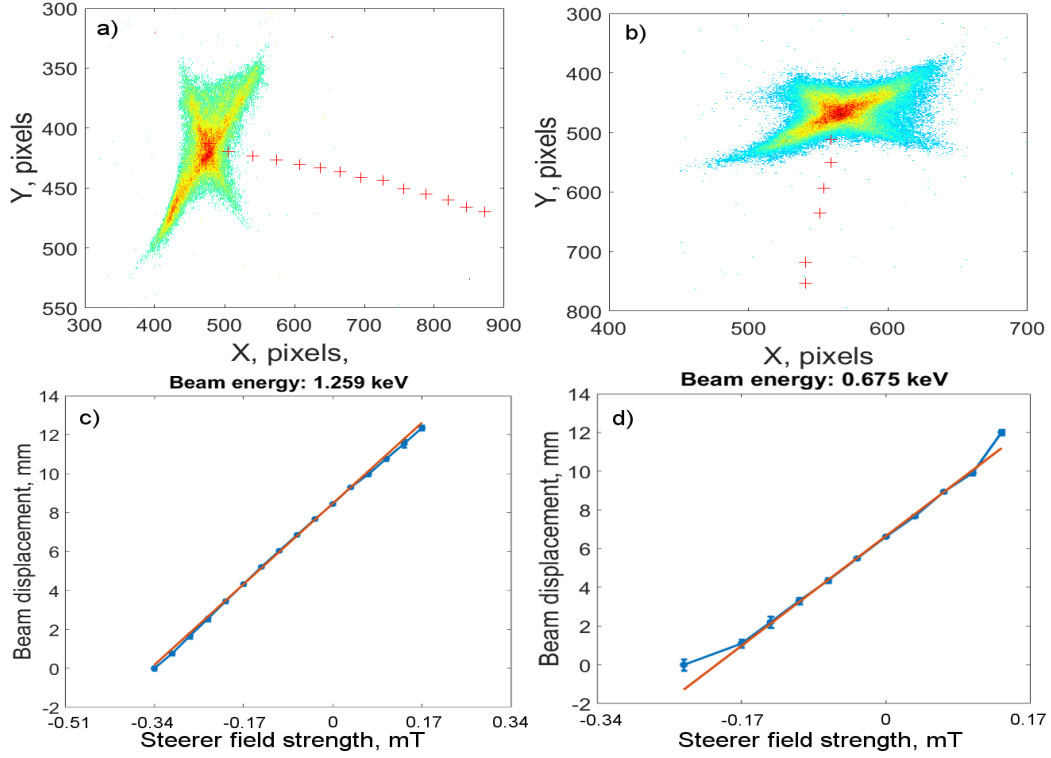 a)
300
350
400
450
500
550
Y, pixels
300 400 500 600 700 800 900
X, pixels,
b)
300
400
500
600
700
800
Y, pixels
400 500 600 700
X, pixels
Beam energy: 1.259 keV
c)
14
12
10
8
6
4
2
0
-2
Beam displacement, mm
-0.51 -0.34 -0.17 0 0.17 0.34
Steerer field strength, mT
Beam energy: 0.675 keV
d)
14
12
10
8
6
4
2
0
-2
Beam displacement, mm
-0.34 -0.17 0 0.17
Steerer field strength, mT